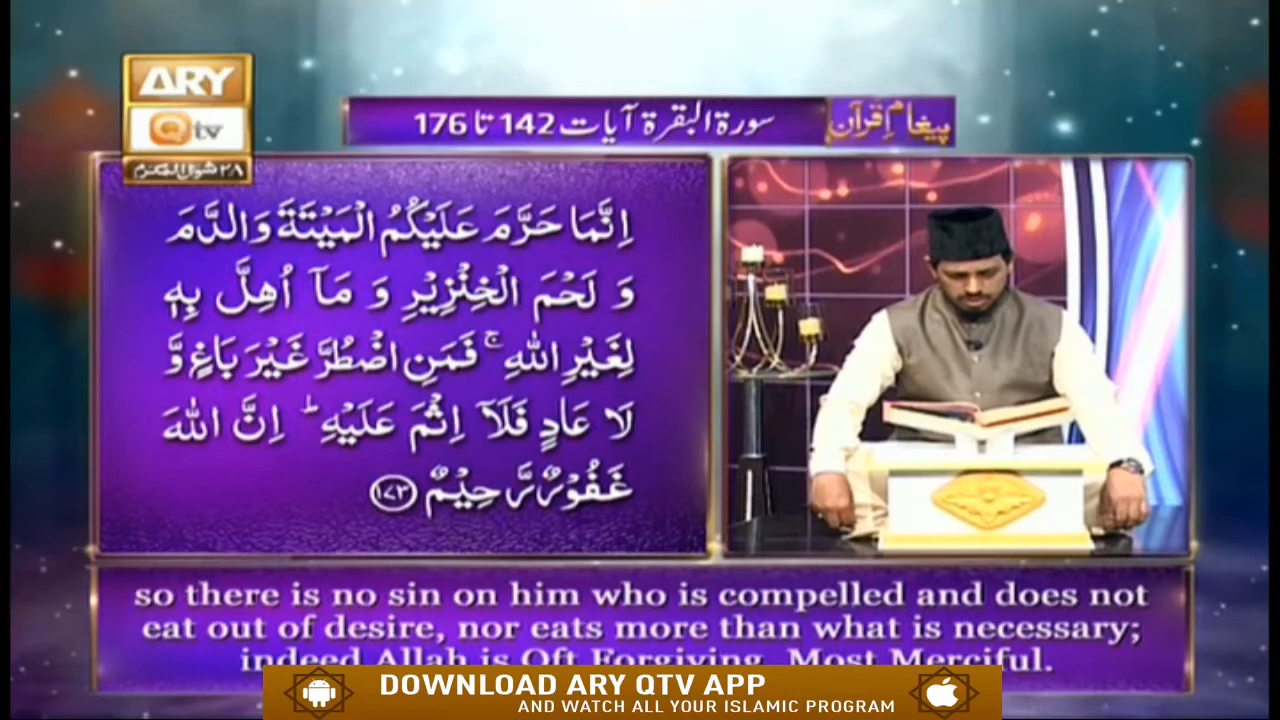 ARY
Qtv
۲۸ شوال المکرم
سورة البقرة آیات 142 تا 176
پیغامِ قرآن
اِنَّمَا حَرَّمَ عَلَیْکُمُ الْمَیْتَةَ وَالدَّمَ
وَ لَحْمَ الْخِنْزِیْرِ وَ مَاۤ اُهِلَّ بِهٖ
لِغَیْرِ اللّٰهِ ۚ فَمَنِ اضْطُرَّ غَیْرَ بَاغٍ وَّ
لَا عَادٍ فَلَاۤ اِثْمَ عَلَیْهِ ؕ اِنَّ اللّٰهَ
غَفُوْرٌ رَّحِیْمٌ ﴿۱۷۳﴾
so there is no sin on him who is compelled and does not
eat out of desire, nor eats more than what is necessary;
indeed Allah is Oft Forgiving, Most Merciful.
DOWNLOAD ARY QTV APP
AND WATCH ALL YOUR ISLAMIC PROGRAM